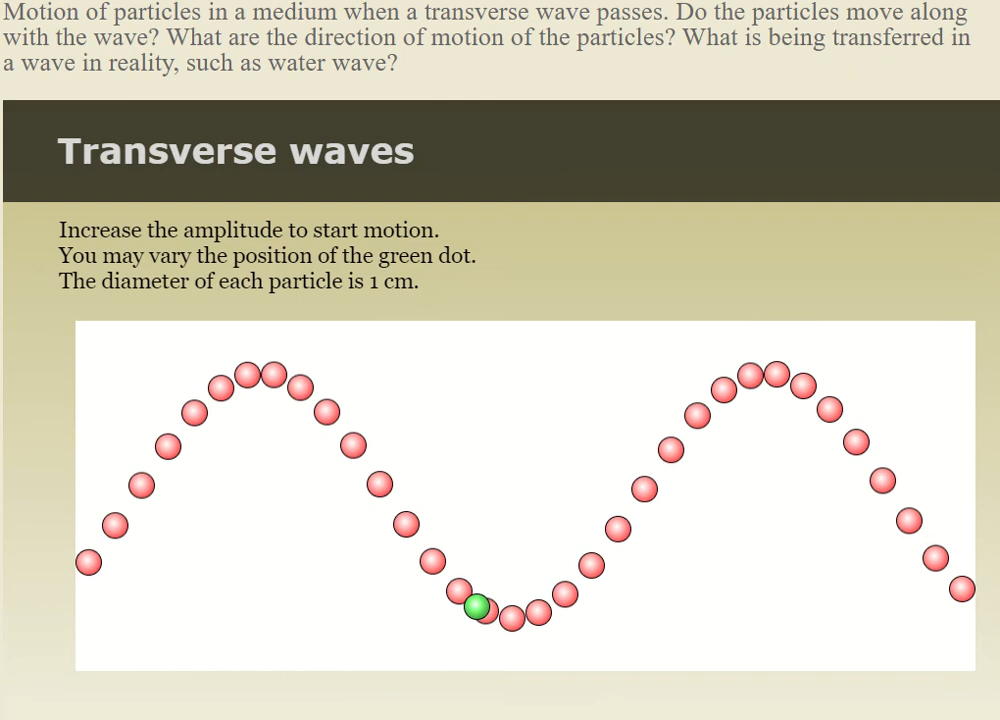 Motion of particles in a medium when a transverse wave passes. Do the particles move along
with the wave? What are the direction of motion of the particles? What is being transferred in
a wave in reality, such as water wave?
Transverse waves
Increase the amplitude to start motion.
You may vary the position of the green dot.
The diameter of each particle is 1 cm.